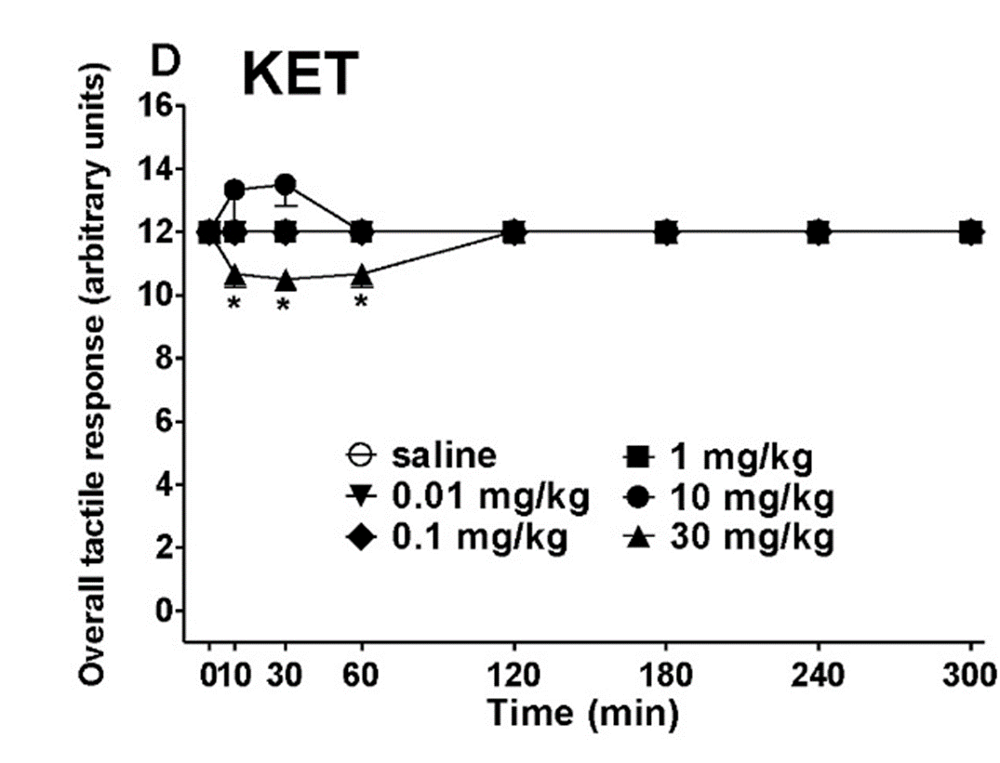 D KET
Overall tactile response (arbitrary units)
16
14
12
10
8
6
4
2
0
* * *
saline
0.01 mg/kg
0.1 mg/kg
1 mg/kg
10 mg/kg
30 mg/kg
0 10 30 60 120 180 240 300
Time (min)